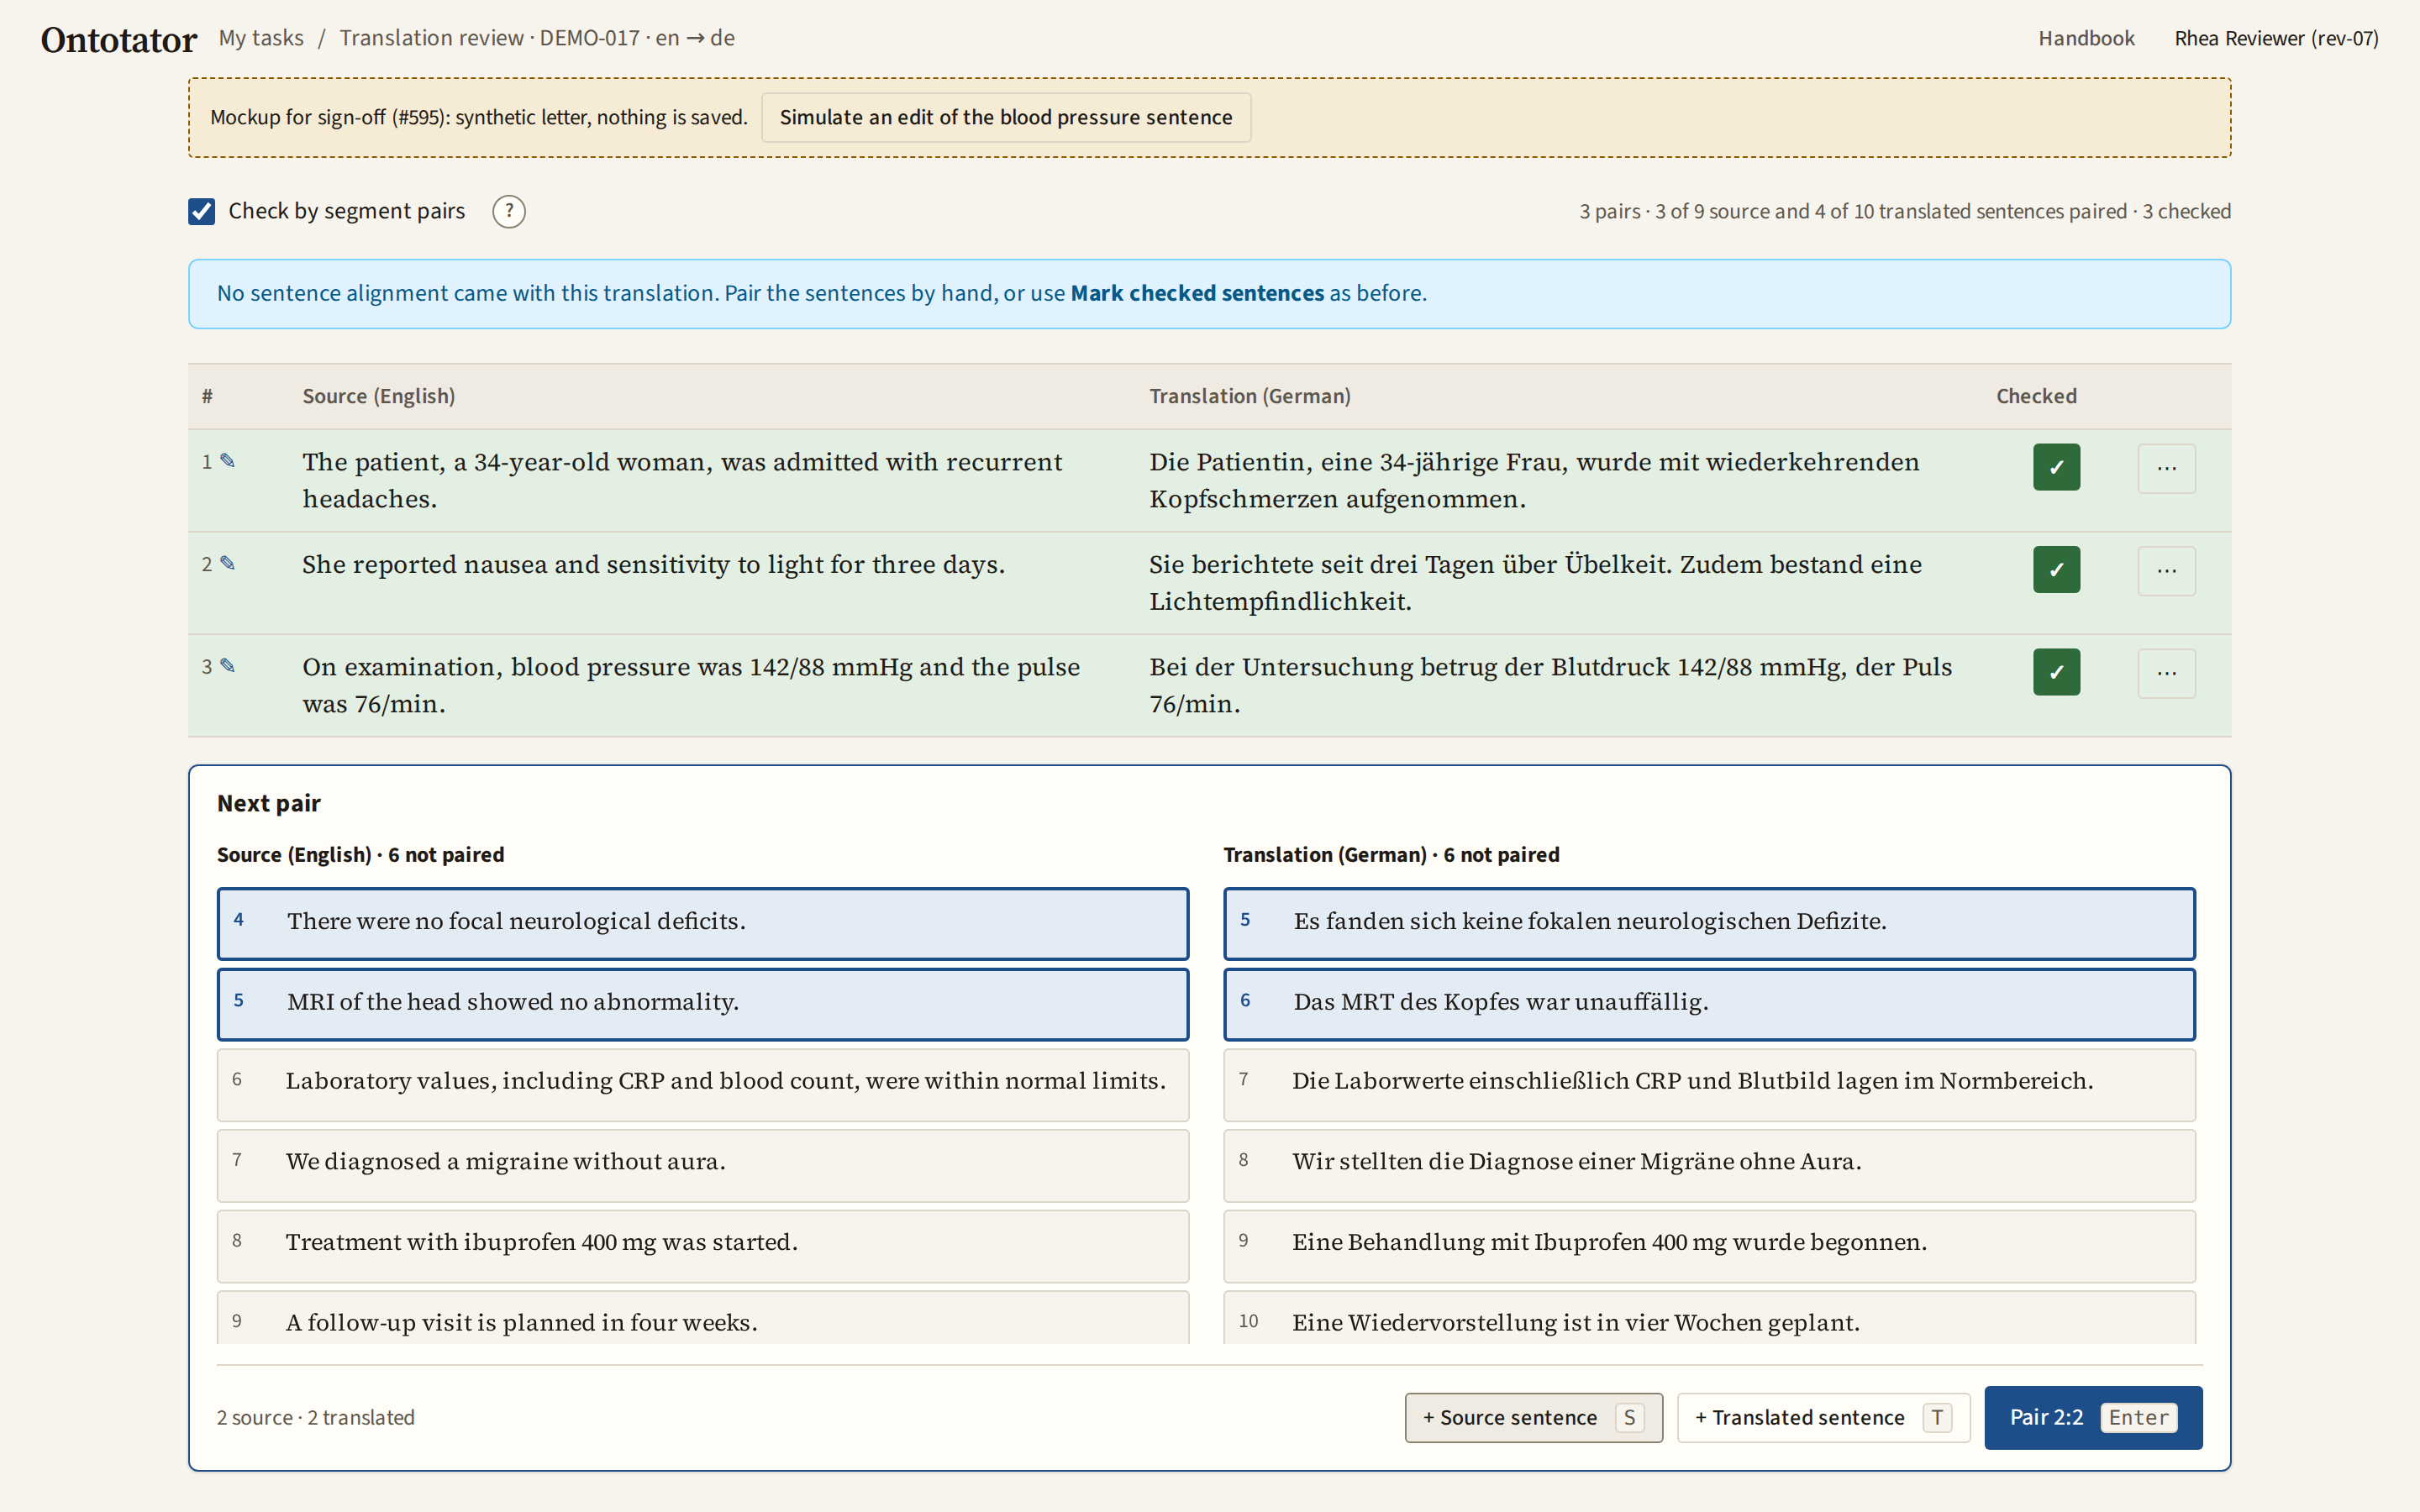 Ontotator My tasks / Translation review · DEMO-017 · en → de Handbook Rhea Reviewer (rev-07)
Mockup for sign-off (#595): synthetic letter, nothing is saved. Simulate an edit of the blood pressure sentence
Check by segment pairs ? 3 pairs · 3 of 9 source and 4 of 10 translated sentences paired · 3 checked
No sentence alignment came with this translation. Pair the sentences by hand, or use Mark checked sentences as before.
# Source (English) Translation (German) Checked
1 ✎ The patient, a 34-year-old woman, was admitted with recurrent
headaches.
Die Patientin, eine 34-jährige Frau, wurde mit wiederkehrenden
Kopfschmerzen aufgenommen.
✓ ...
2 ✎ She reported nausea and sensitivity to light for three days.
Sie berichtete seit drei Tagen über Übelkeit. Zudem bestand eine
Lichtempfindlichkeit.
✓ ...
3 ✎ On examination, blood pressure was 142/88 mmHg and the pulse
was 76/min.
Bei der Untersuchung betrug der Blutdruck 142/88 mmHg, der Puls
76/min.
✓ ...
Next pair
Source (English) · 6 not paired
4 There were no focal neurological deficits.
5 MRI of the head showed no abnormality.
6 Laboratory values, including CRP and blood count, were within normal limits.
7 We diagnosed a migraine without aura.
8 Treatment with ibuprofen 400 mg was started.
9 A follow-up visit is planned in four weeks.
Translation (German) · 6 not paired
5 Es fanden sich keine fokalen neurologischen Defizite.
6 Das MRT des Kopfes war unauffällig.
7 Die Laborwerte einschließlich CRP und Blutbild lagen im Normbereich.
8 Wir stellten die Diagnose einer Migräne ohne Aura.
9 Eine Behandlung mit Ibuprofen 400 mg wurde begonnen.
10 Eine Wiedervorstellung ist in vier Wochen geplant.
2 source · 2 translated + Source sentence S + Translated sentence T Pair 2:2 Enter